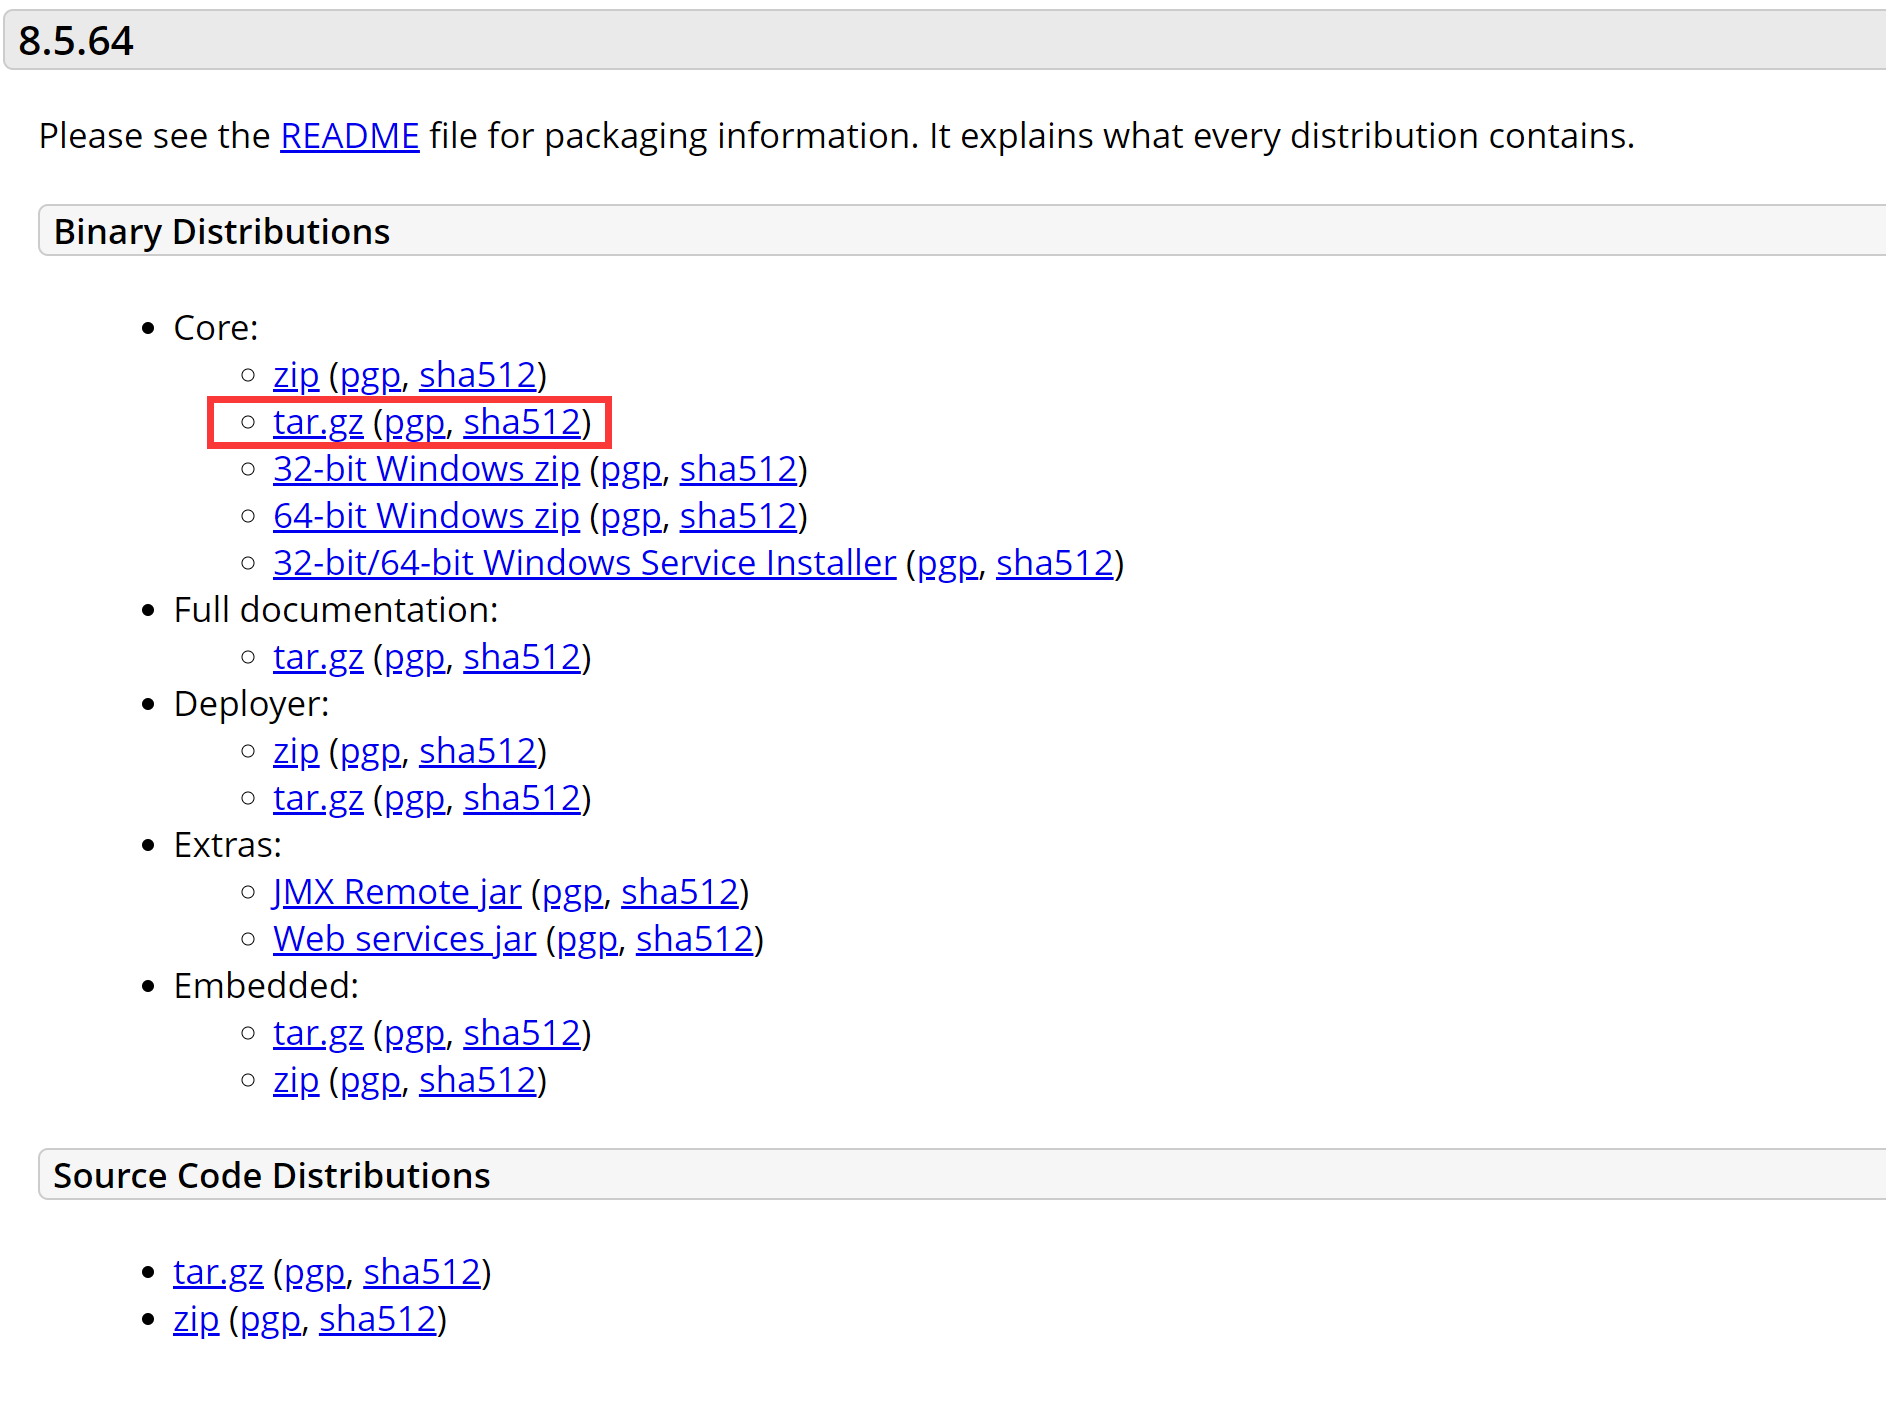 8.5.64
Please see the README file for packaging information. It explains what every distribution contains.
Binary Distributions
Core:
zip (pgp, sha512)
tar.gz (pgp, sha512)
32-bit Windows zip (pgp, sha512)
64-bit Windows zip (pgp, sha512)
32-bit/64-bit Windows Service Installer (pgp, sha512)
Full documentation:
tar.gz (pgp, sha512)
Deployer:
zip (pgp, sha512)
tar.gz (pgp, sha512)
Extras:
JMX Remote jar (pgp, sha512)
Web services jar (pgp, sha512)
Embedded:
tar.gz (pgp, sha512)
zip (pgp, sha512)
Source Code Distributions
tar.gz (pgp, sha512)
zip (pgp, sha512)